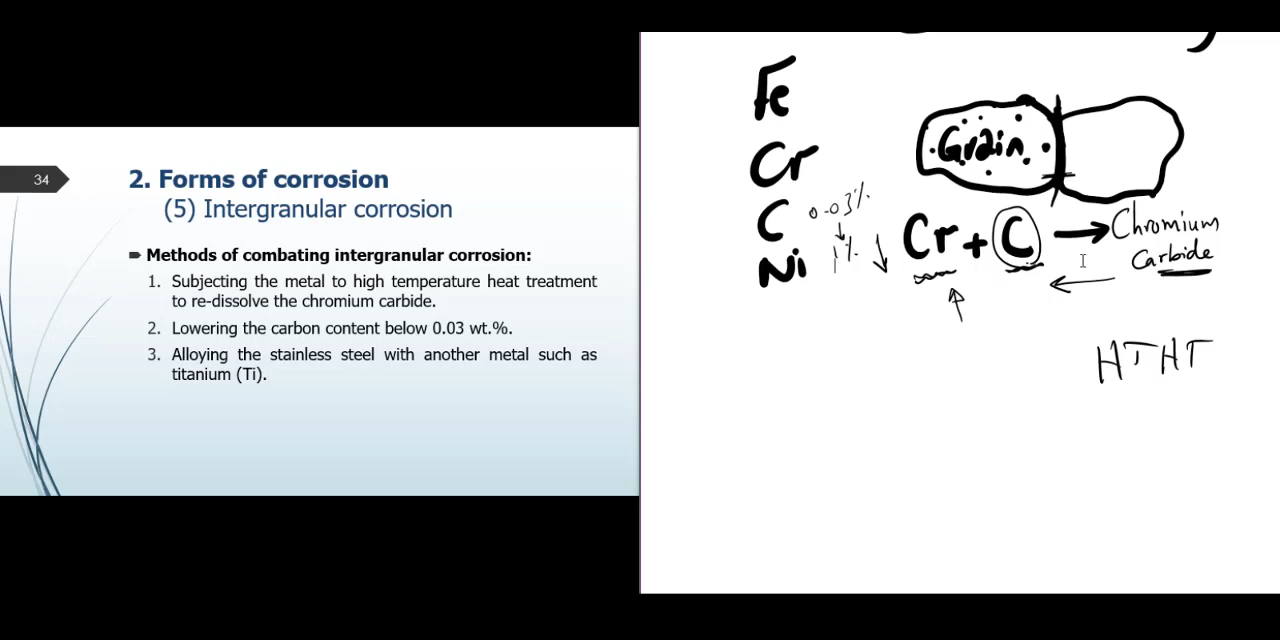 34
2. Forms of corrosion
(5) Intergranular corrosion
Methods of combating intergranular corrosion:
1. Subjecting the metal to high temperature heat treatment
to re-dissolve the chromium carbide.
2. Lowering the carbon content below 0.03 wt.%.
3. Alloying the stainless steel with another metal such as
titanium (Ti).
Fe
Cr
C
Ni
0.03%
1%
Grain
Cr + C → Chromium
Carbide
HTHT